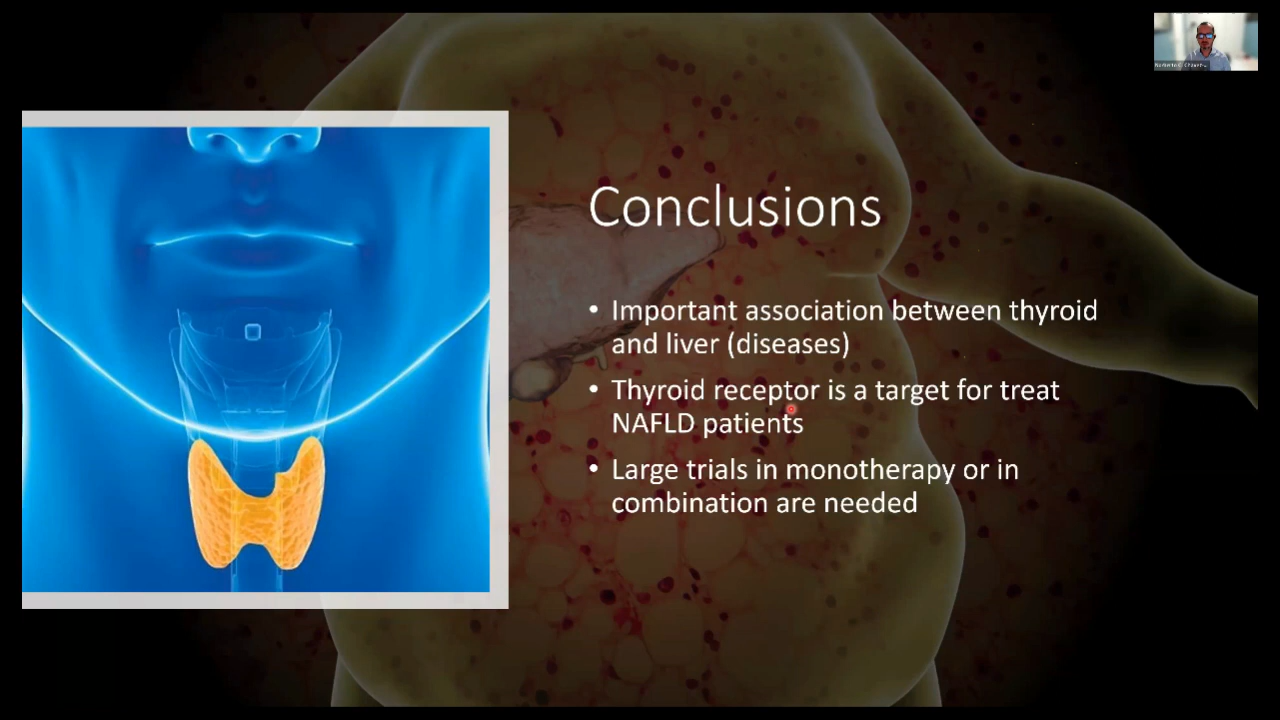 Conclusions
• Important association between thyroid
and liver (diseases)
• Thyroid receptor is a target for treat
NAFLD patients
• Large trials in monotherapy or in
combination are needed